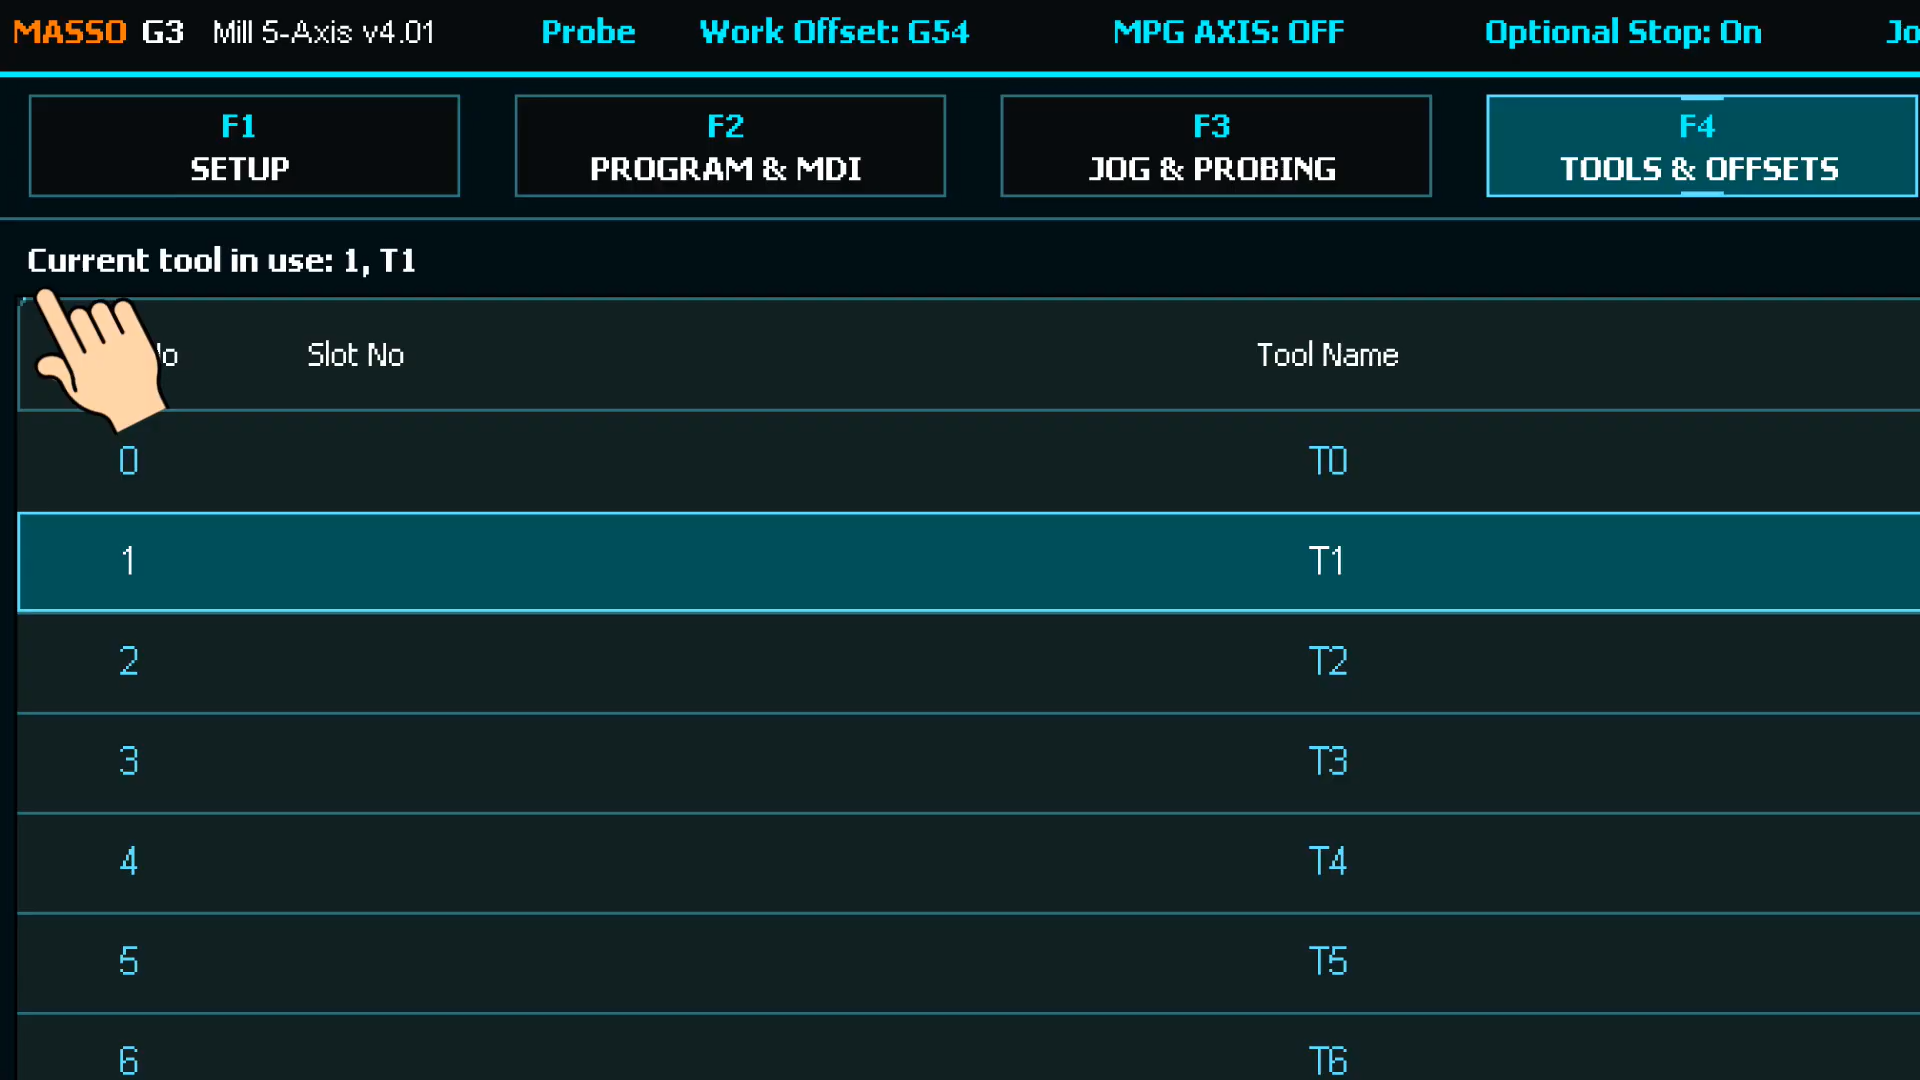 MASSO G3 Mill 5-Axis v4.01 Probe Work Offset: G54 MPG AXIS: OFF Optional Stop: On
F1 F2 F3 F4
SETUP PROGRAM & MDI JOG & PROBING TOOLS & OFFSETS
Current tool in use: 1, T1
Slot No Tool Name
0 T0
1 T1
2 T2
3 T3
4 T4
5 T5
6 T6